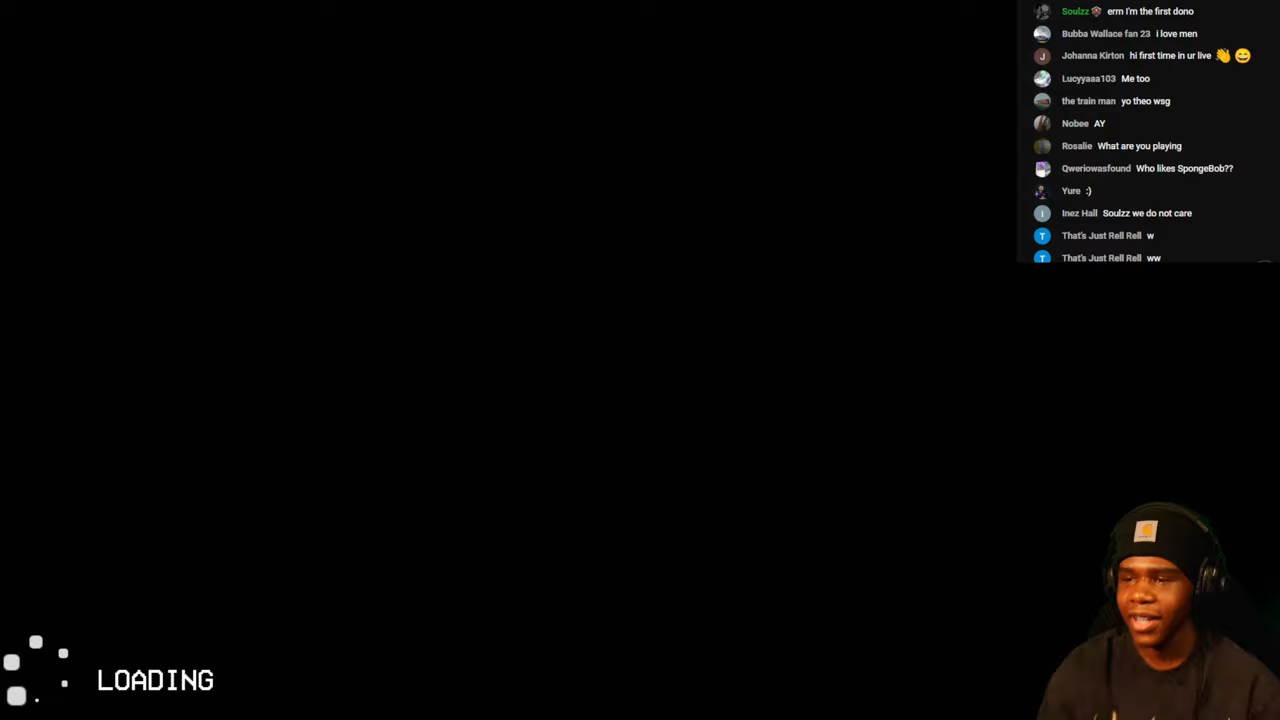 Soulzz erm I'm the first dono
Bubba Wallace fan 23 i love men
J Johanna Kirton hi first time in ur live 👋 😄
Lucyyaaa103 Me too
the train man yo theo wsg
Nobee AY
Rosalie What are you playing
Qweriowasfound Who likes SpongeBob??
Yure :)
I Inez Hall Soulzz we do not care
T That's Just Rell Rell w
T That's Just Rell Rell ww
LOADING